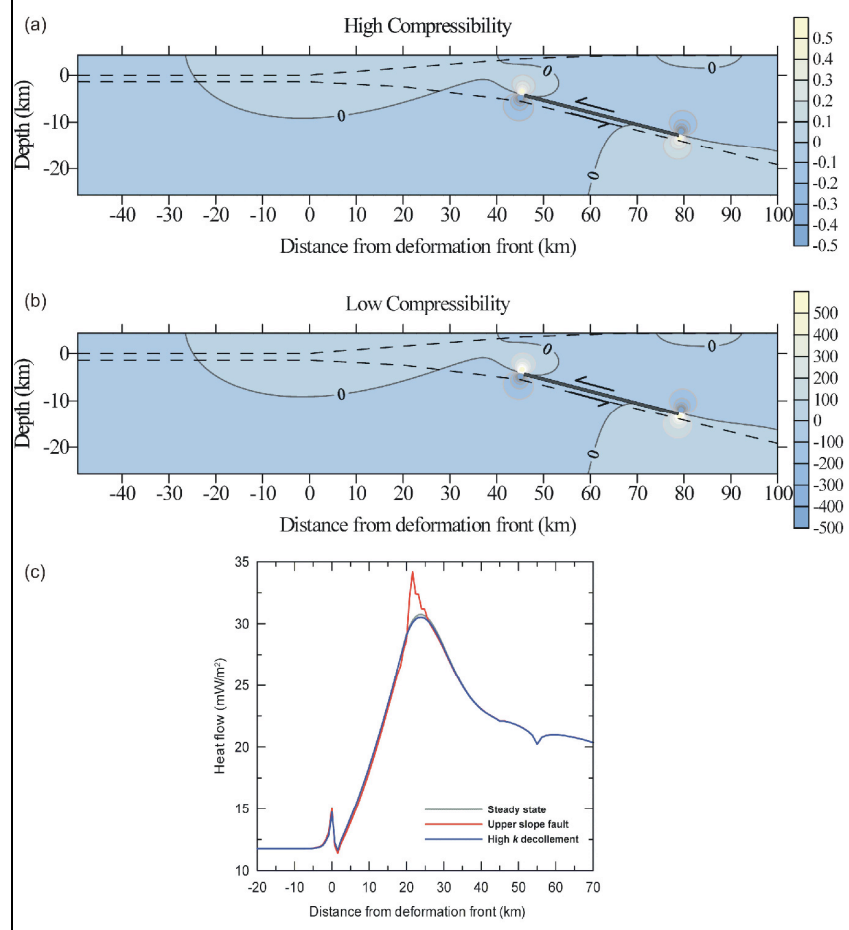 (a)
High Compressibility
0
-10
-20
Depth (km)
0
0
0
0
-40 -30 -20 -10 0 10 20 30 40 50 60 70 80 90 100
Distance from deformation front (km)
0.5
0.4
0.3
0.2
0.1
0
-0.1
-0.2
-0.3
-0.4
-0.5
(b)
Low Compressibility
0
-10
-20
Depth (km)
0
0
0
0
-40 -30 -20 -10 0 10 20 30 40 50 60 70 80 90 100
Distance from deformation front (km)
500
400
300
200
100
0
-100
-200
-300
-400
-500
(c)
35
30
25
20
15
10
Heat flow (mW/m²)
Steady state
Upper slope fault
High k decollement
-20 -10 0 10 20 30 40 50 60 70
Distance from deformation front (km)